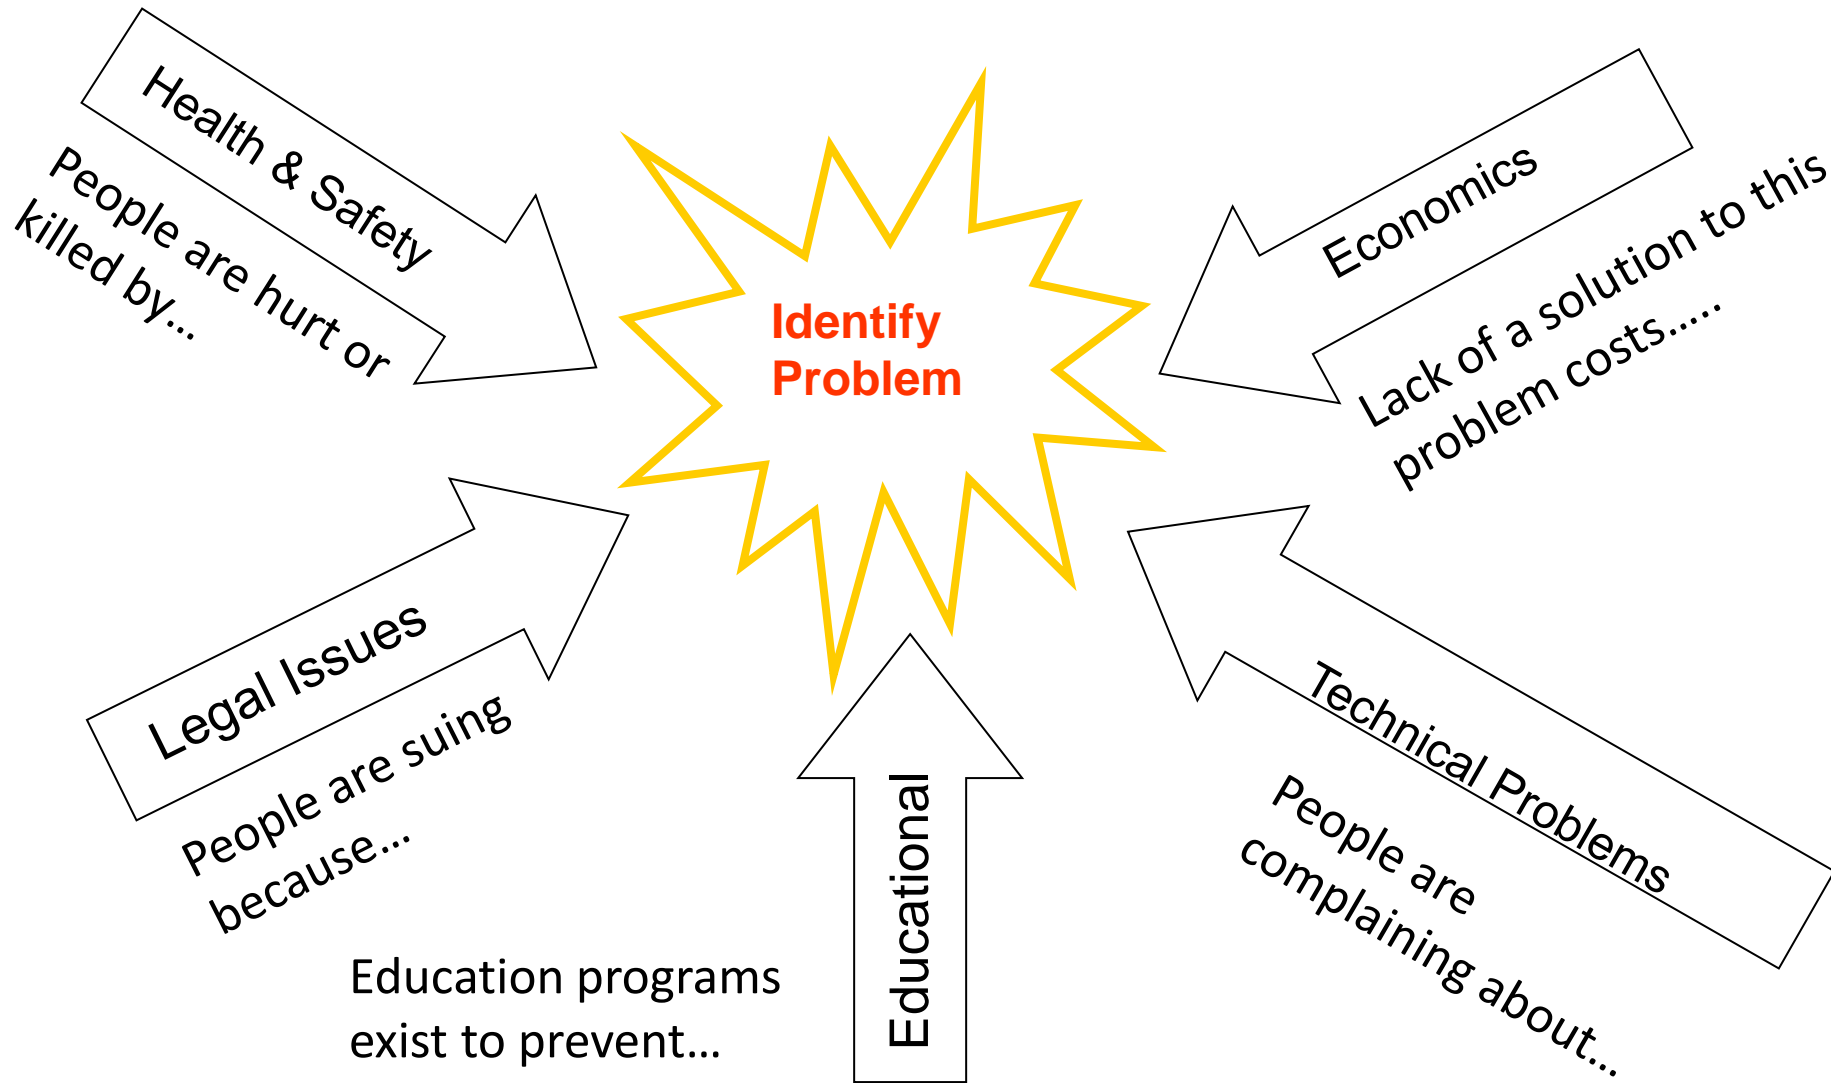 Health & Safety
People are hurt or
killed by…
Economics
Lack of a solution to this
problem costs…..
Identify
Problem
Legal Issues
People are suing
because…
Educational
Education programs
exist to prevent…
Technical Problems
People are
complaining about…